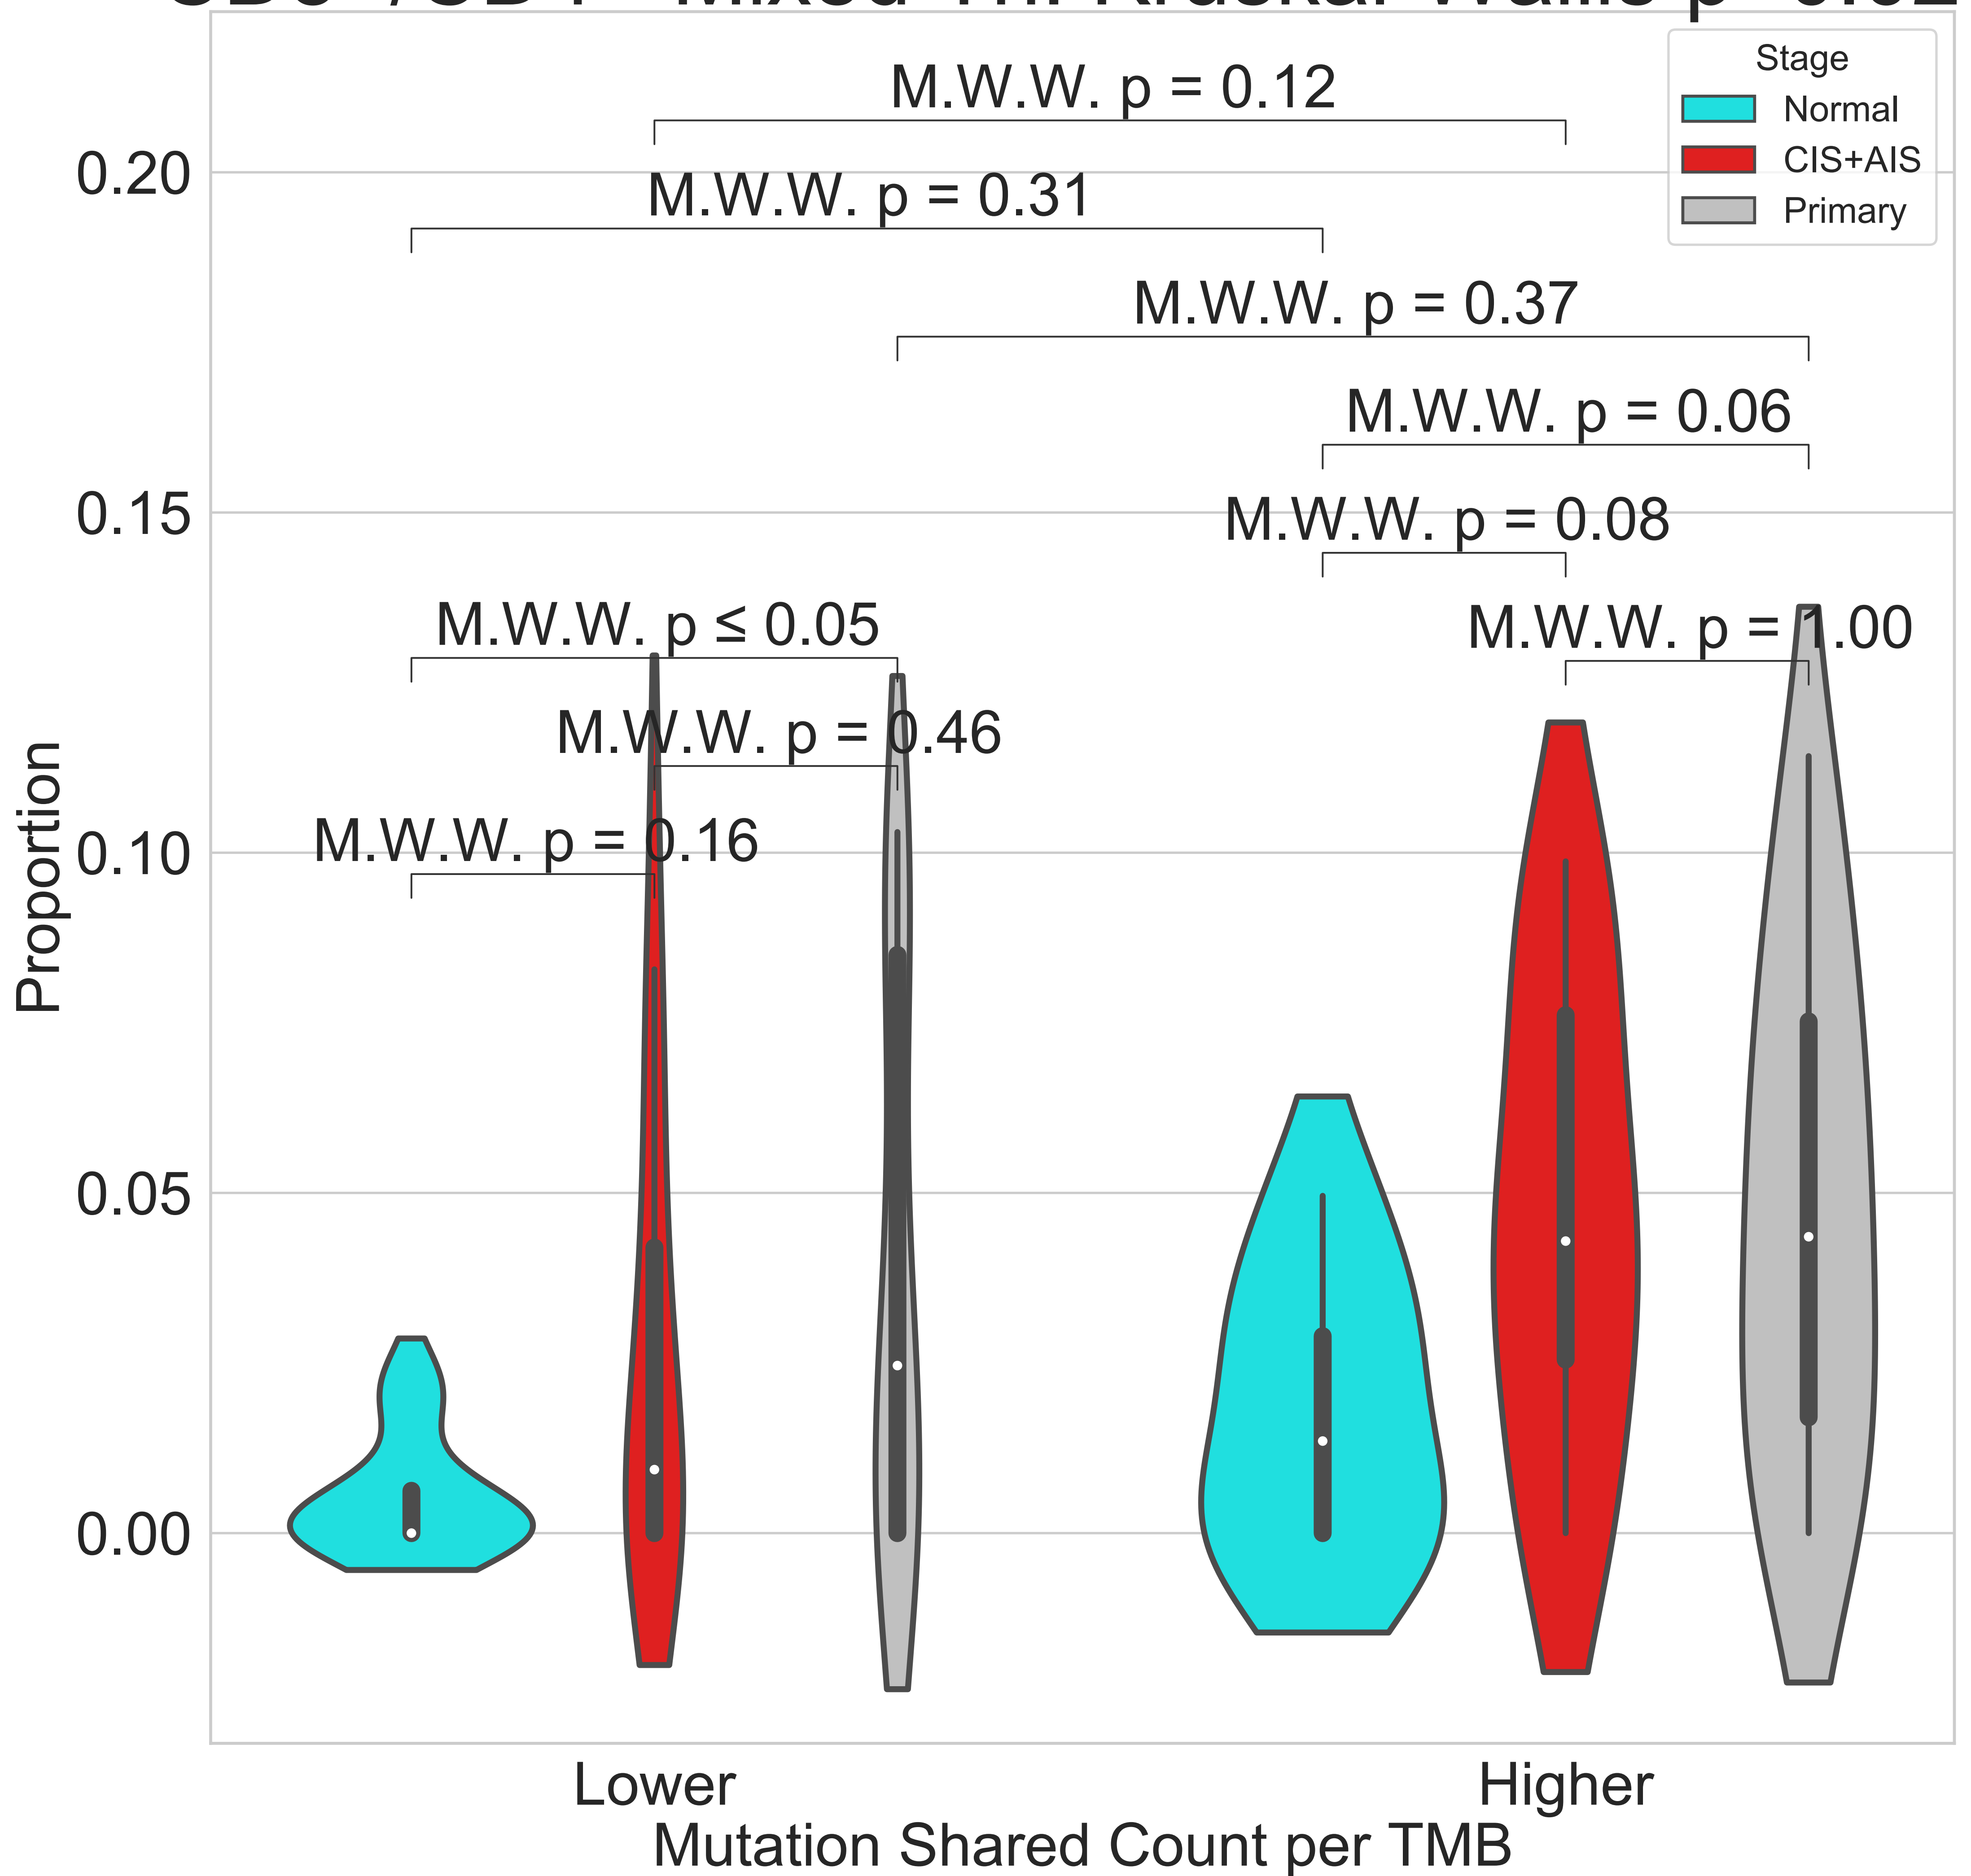 Stage
Normal
CIS+AIS
Primary
M.W.W. p = 0.12
M.W.W. p = 0.31
M.W.W. p = 0.37
M.W.W. p = 0.06
M.W.W. p = 0.08
M.W.W. p ≤ 0.05
M.W.W. p = 1.00
M.W.W. p = 0.46
M.W.W. p = 0.16
0.20
0.15
0.10
0.05
0.00
Proportion
Lower
Higher
Mutation Shared Count per TMB